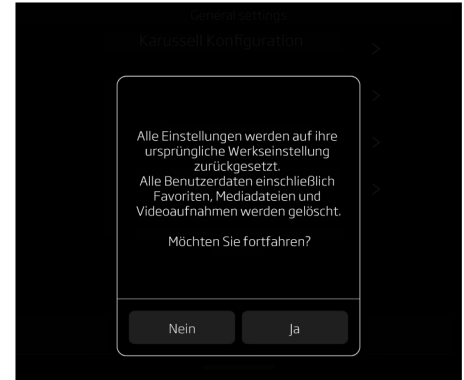 General settings
Karussell Konfiguration
Alle Einstellungen werden auf ihre
ursprüngliche Werkseinstellung
zurückgesetzt.
Alle Benutzerdaten einschließlich
Favoriten, Mediadateien und
Videoaufnahmen werden gelöscht.
Möchten Sie fortfahren?
Nein
Ja